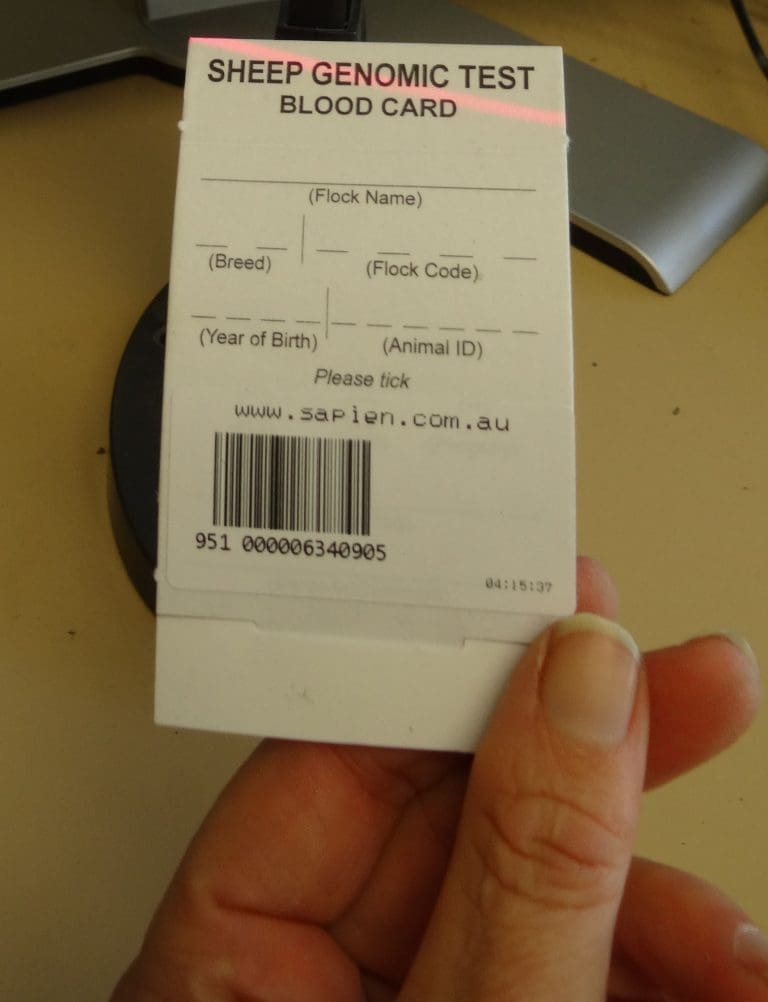 SHEEP GENOMIC TEST
BLOOD CARD
(Flock Name)
(Breed) (Flock Code)
(Year of Birth) (Animal ID)
Please tick
www.sapien.com.au
951 000006340905
04:15:37